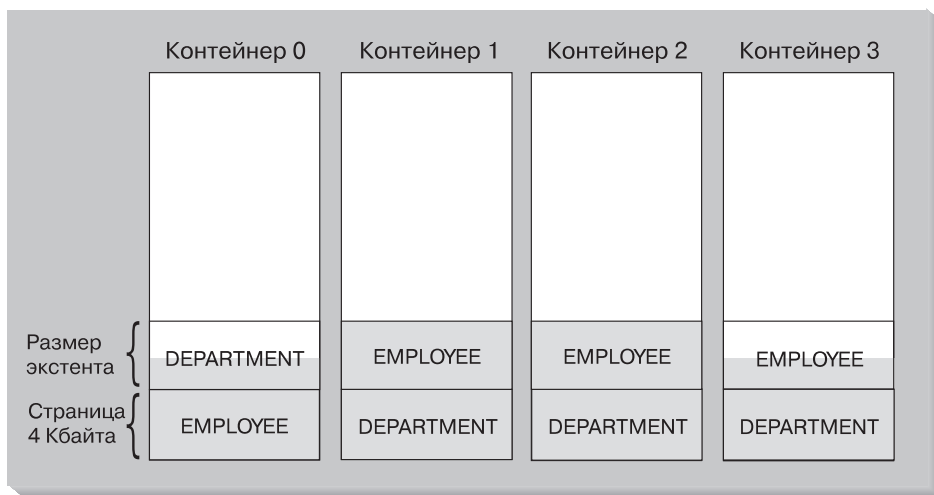 Контейнер 0 Контейнер 1 Контейнер 2 Контейнер 3
Размер
экстента
DEPARTMENT EMPLOYEE EMPLOYEE EMPLOYEE
Страница
4 Кбайта
EMPLOYEE DEPARTMENT DEPARTMENT DEPARTMENT